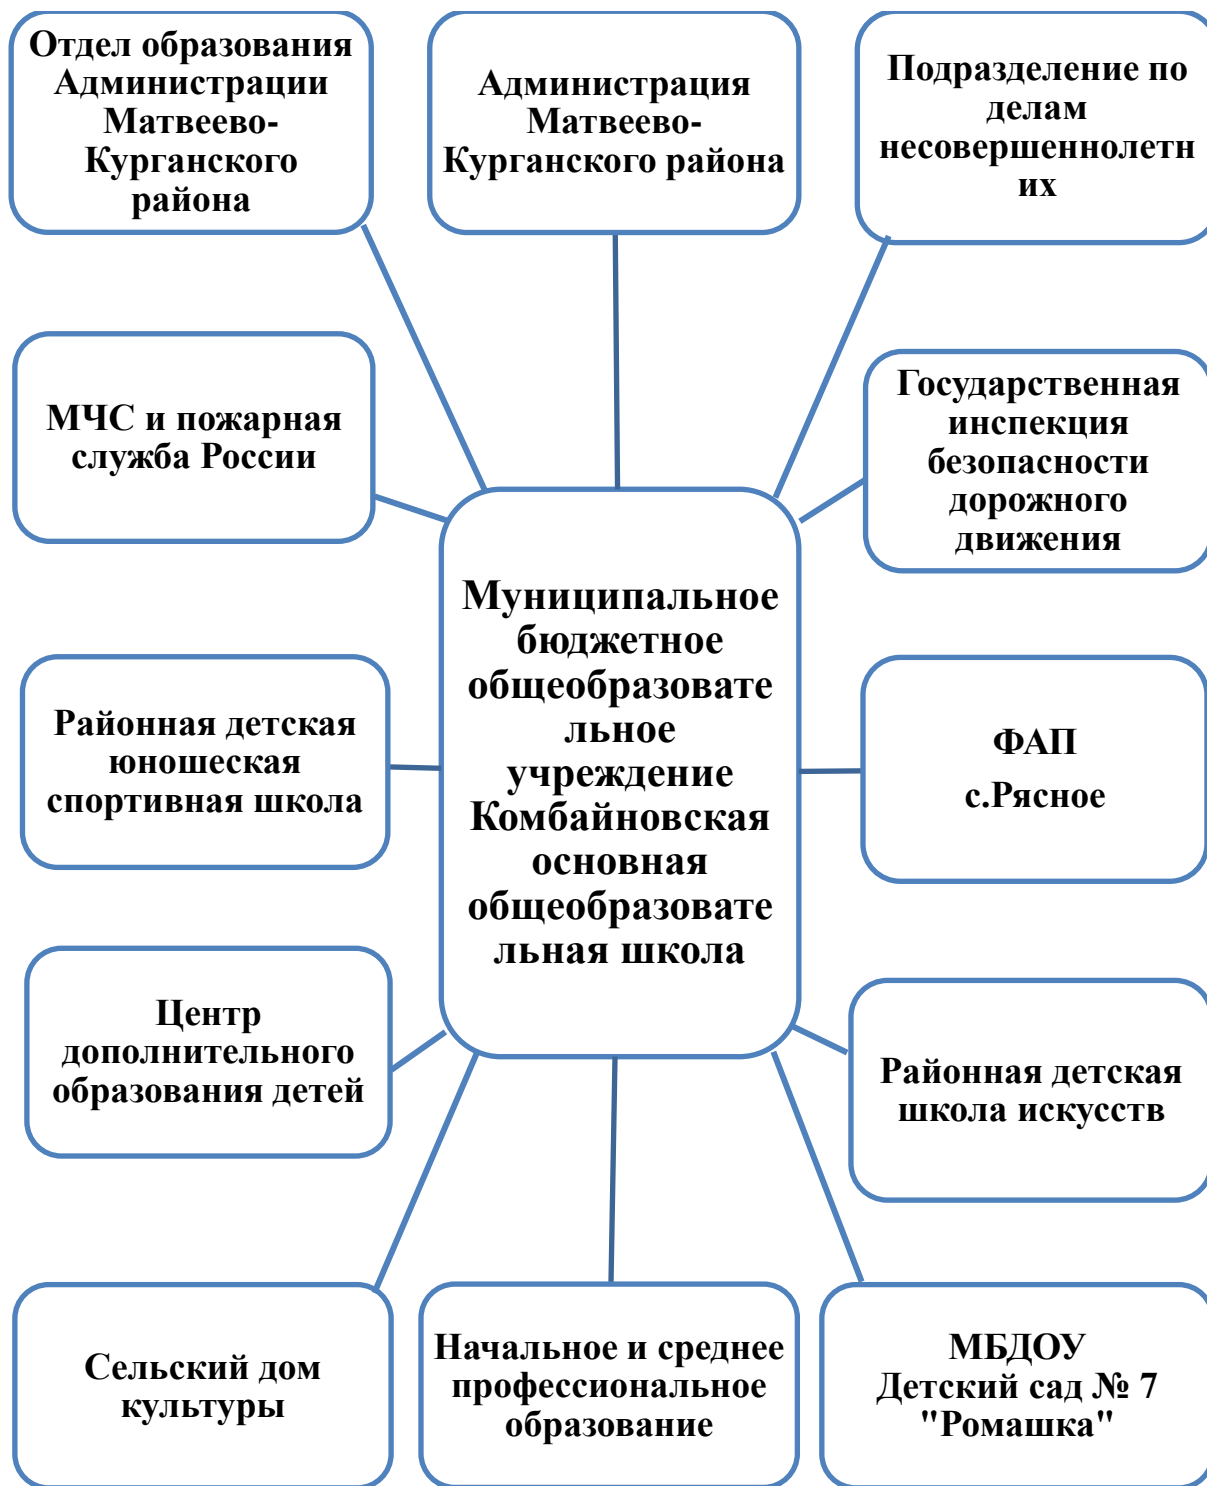 Отдел образования
Администрации
Матвеево-
Курганского
района
Администрация
Матвеево-
Курганского района
Подразделение по
делам
несовершеннолетн
их
МЧС и пожарная
служба России
Государственная
инспекция
безопасности
дорожного
движения
Муниципальное
бюджетное
общеобразовате
льное
учреждение
Комбайновская
основная
общеобразовате
льная школа
Районная детская
юношеская
спортивная школа
ФАП
с.Рясное
Центр
дополнительного
образования детей
Районная детская
школа искусств
Сельский дом
культуры
Начальное и среднее
профессиональное
образование
МБДОУ
Детский сад № 7
"Ромашка"